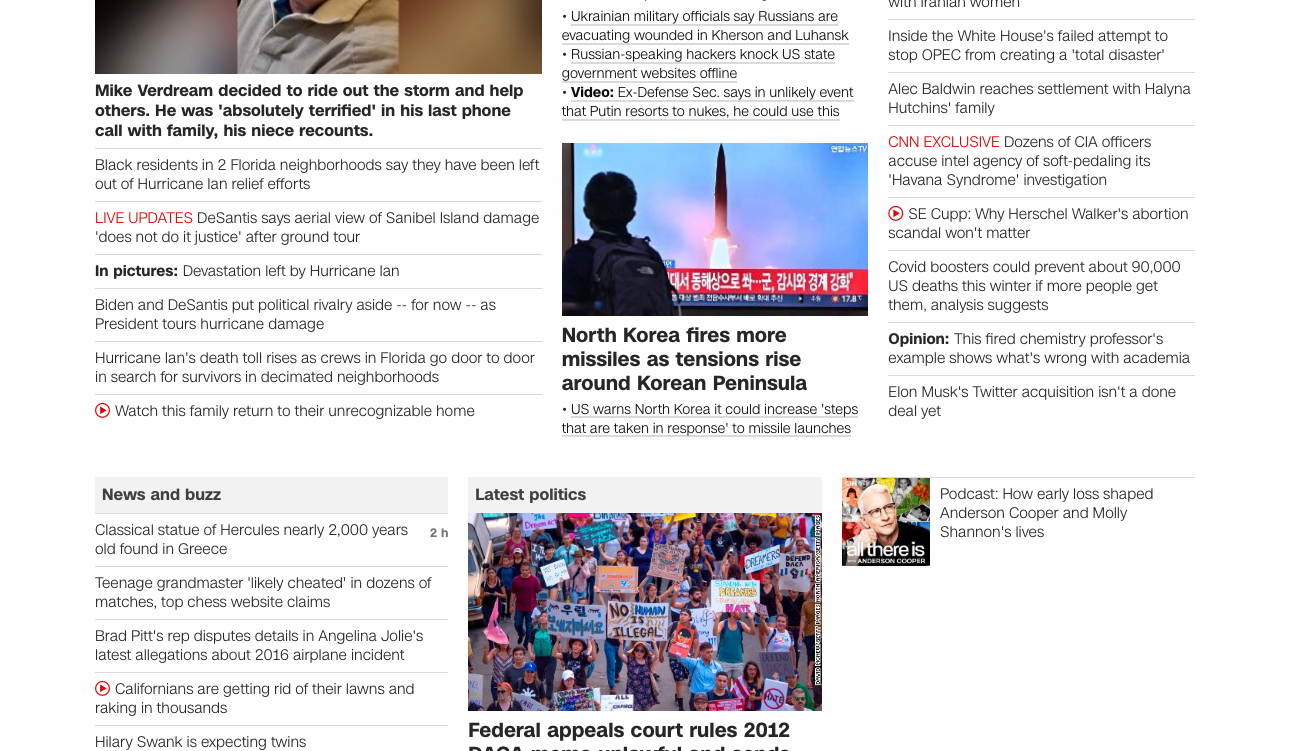 Mike Verdream decided to ride out the storm and help
others. He was 'absolutely terrified' in his last phone
call with family, his niece recounts.
Black residents in 2 Florida neighborhoods say they have been left
out of Hurricane Ian relief efforts
LIVE UPDATES DeSantis says aerial view of Sanibel Island damage
'does not do it justice' after ground tour
In pictures: Devastation left by Hurricane Ian
Biden and DeSantis put political rivalry aside -- for now -- as
President tours hurricane damage
Hurricane Ian's death toll rises as crews in Florida go door to door
in search for survivors in decimated neighborhoods
Watch this family return to their unrecognizable home
• Ukrainian military officials say Russians are
evacuating wounded in Kherson and Luhansk
• Russian-speaking hackers knock US state
government websites offline
• Video: Ex-Defense Sec. says in unlikely event
that Putin resorts to nukes, he could use this
연합뉴스TV
대서 동해상으로 쏴···군, 감시와 경계 강화"
17.8
North Korea fires more
missiles as tensions rise
around Korean Peninsula
• US warns North Korea it could increase 'steps
that are taken in response' to missile launches
with Iranian women
Inside the White House's failed attempt to
stop OPEC from creating a 'total disaster'
Alec Baldwin reaches settlement with Halyna
Hutchins' family
CNN EXCLUSIVE Dozens of CIA officers
accuse intel agency of soft-pedaling its
'Havana Syndrome' investigation
SE Cupp: Why Herschel Walker's abortion
scandal won't matter
Covid boosters could prevent about 90,000
US deaths this winter if more people get
them, analysis suggests
Opinion: This fired chemistry professor's
example shows what's wrong with academia
Elon Musk's Twitter acquisition isn't a done
deal yet
News and buzz
Classical statue of Hercules nearly 2,000 years
old found in Greece
2 h
Teenage grandmaster 'likely cheated' in dozens of
matches, top chess website claims
Brad Pitt's rep disputes details in Angelina Jolie's
latest allegations about 2016 airplane incident
Californians are getting rid of their lawns and
raking in thousands
Hilary Swank is expecting twins
Latest politics
DREAMERS
DEFEND
DACA
우릴
보내지마세요
NO HUMAN
IS
ILLEGAL
HATE
Federal appeals court rules 2012
DACA memo unlawful and sends
all there is
ANDERSON COOPER
Podcast: How early loss shaped
Anderson Cooper and Molly
Shannon's lives